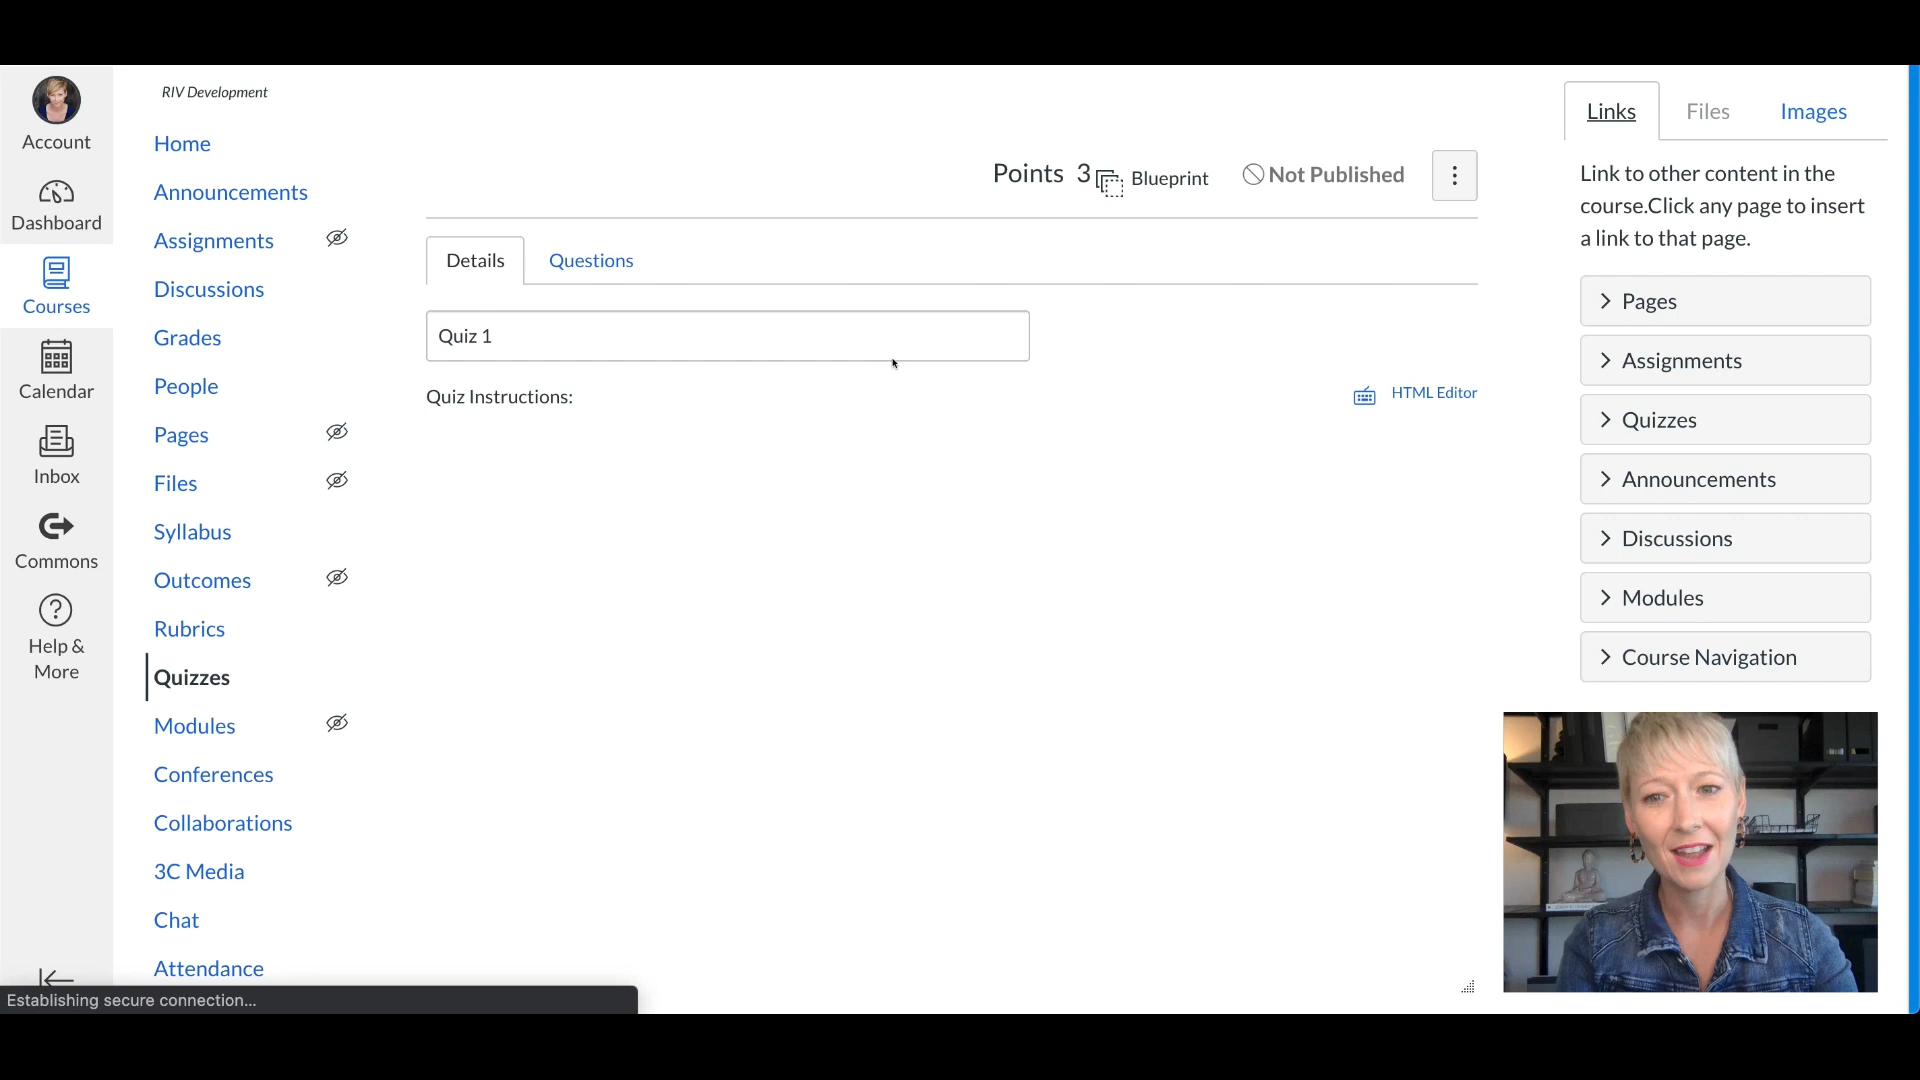 RIV Development
Account
Dashboard
Courses
Calendar
Inbox
Commons
Help &
More
Home
Announcements
Assignments
Discussions
Grades
People
Pages
Files
Syllabus
Outcomes
Rubrics
Quizzes
Modules
Conferences
Collaborations
3C Media
Chat
Attendance
Establishing secure connection...
Points 3 Blueprint Not Published
Details Questions
Quiz 1
Quiz Instructions: HTML Editor
Links Files Images
Link to other content in the
course.Click any page to insert
a link to that page.
Pages
Assignments
Quizzes
Announcements
Discussions
Modules
Course Navigation